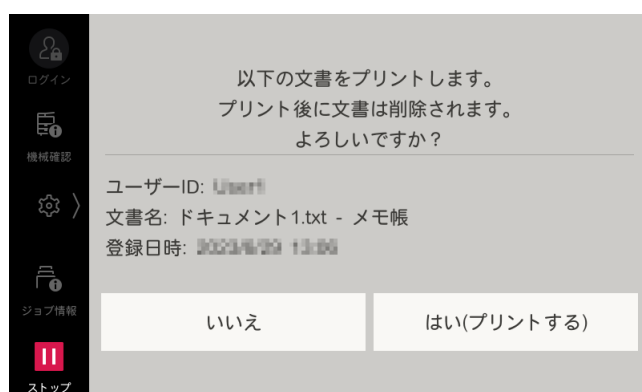 ログイン
機械確認
ジョブ情報
ストップ
以下の文書をプリントします。
プリント後に文書は削除されます。
よろしいですか？
ユーザーID:
文書名: ドキュメント1.txt - メモ帳
登録日時:
いいえ
はい(プリントする)